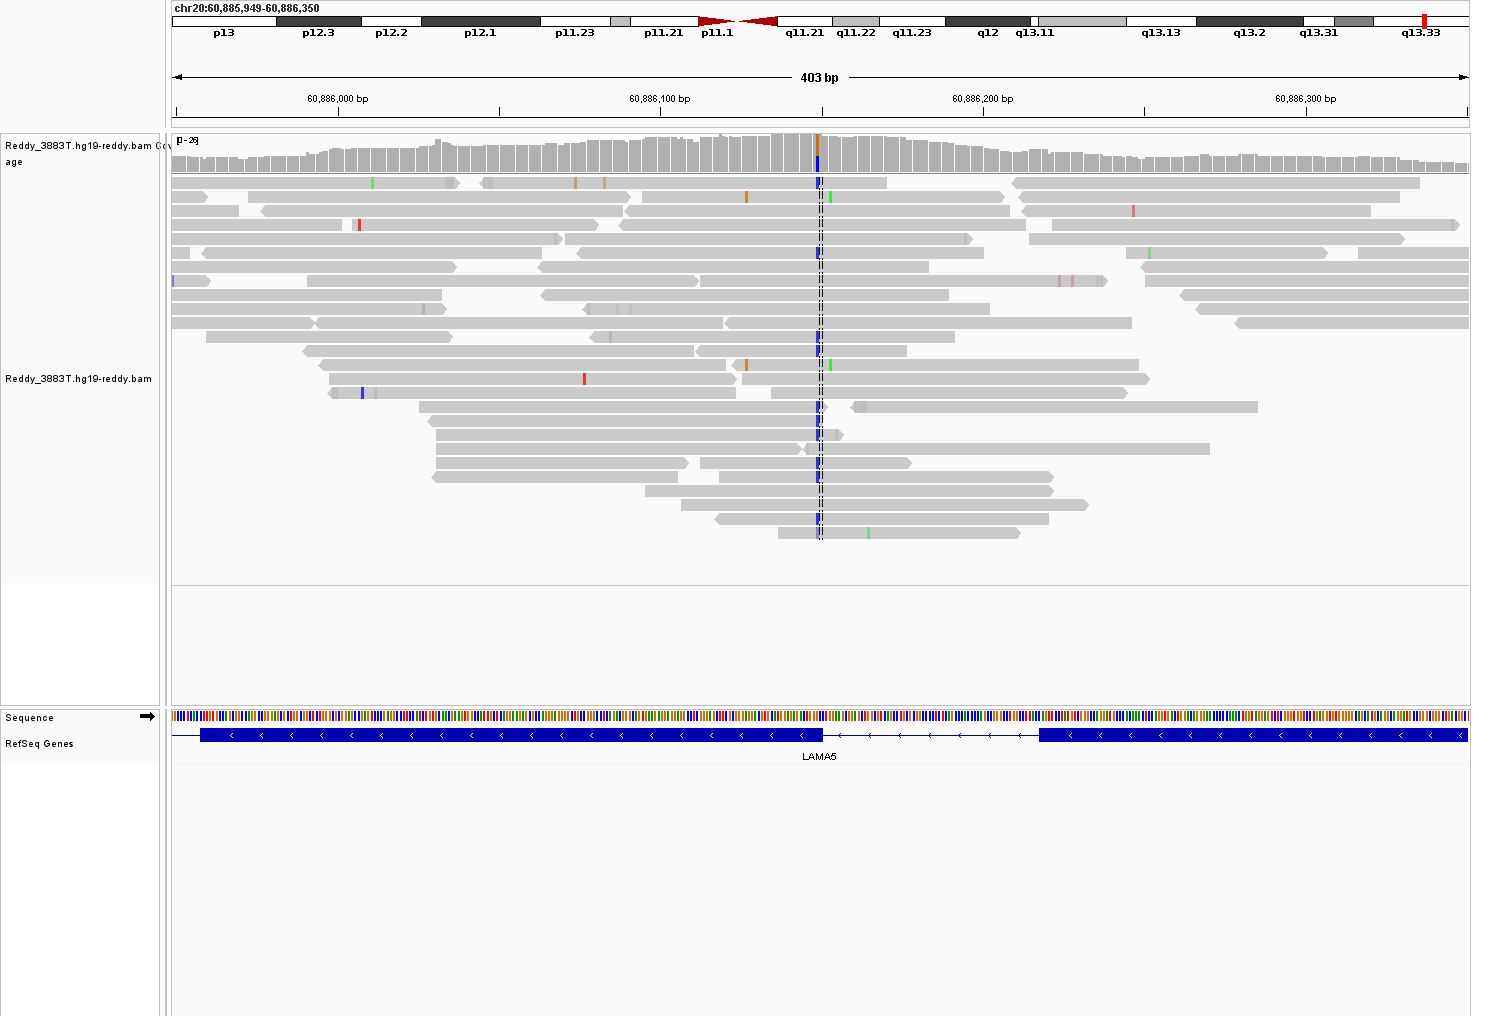 chr20:60,885,949-60,886,350
p13 p12.3 p12.2 p12.1 p11.23 p11.21 p11.1 q11.21 q11.22 q11.23 q12 q13.11 q13.13 q13.2 q13.31 q13.33
403 bp
60,886,000 bp 60,886,100 bp 60,886,200 bp 60,886,300 bp
[0-26]
Reddy_3883T.hg19-reddy.bam Cov
age
Reddy_3883T.hg19-reddy.bam
Sequence
RefSeq Genes
LAMA5